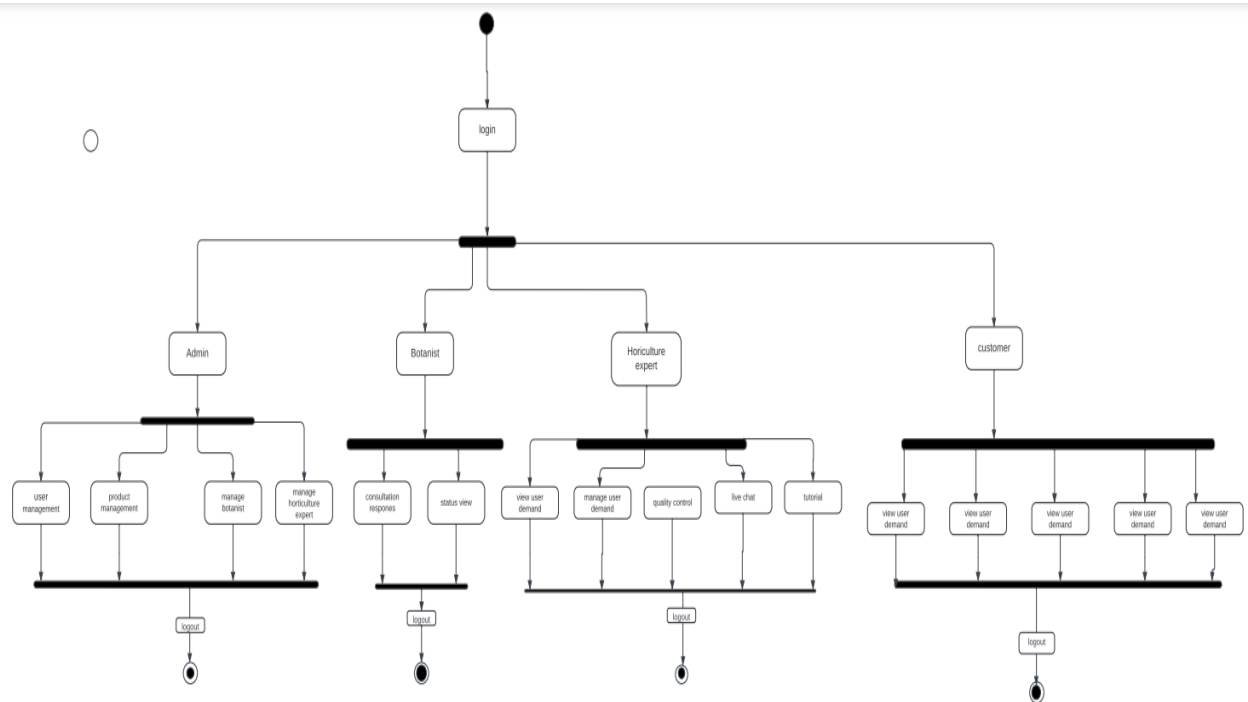 login
Admin
Botanist
Horiculture
expert
customer
user
management
product
management
manage
botanist
manage
horticulture
expert
consultation
respones
status view
view user
demand
manage user
demand
quality control
live chat
tutorial
view user
demand
view user
demand
view user
demand
view user
demand
view user
demand
logout
logout
logout
logout